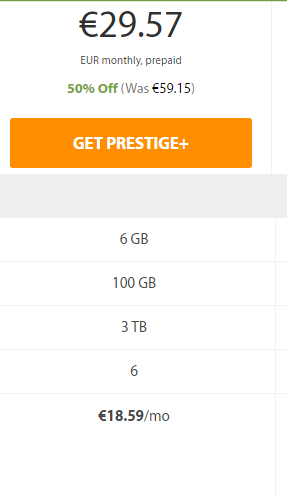 €29.57
EUR monthly, prepaid
50% Off (Was €59.15)
GET PRESTIGE+
6 GB
100 GB
3 TB
6
€18.59/mo